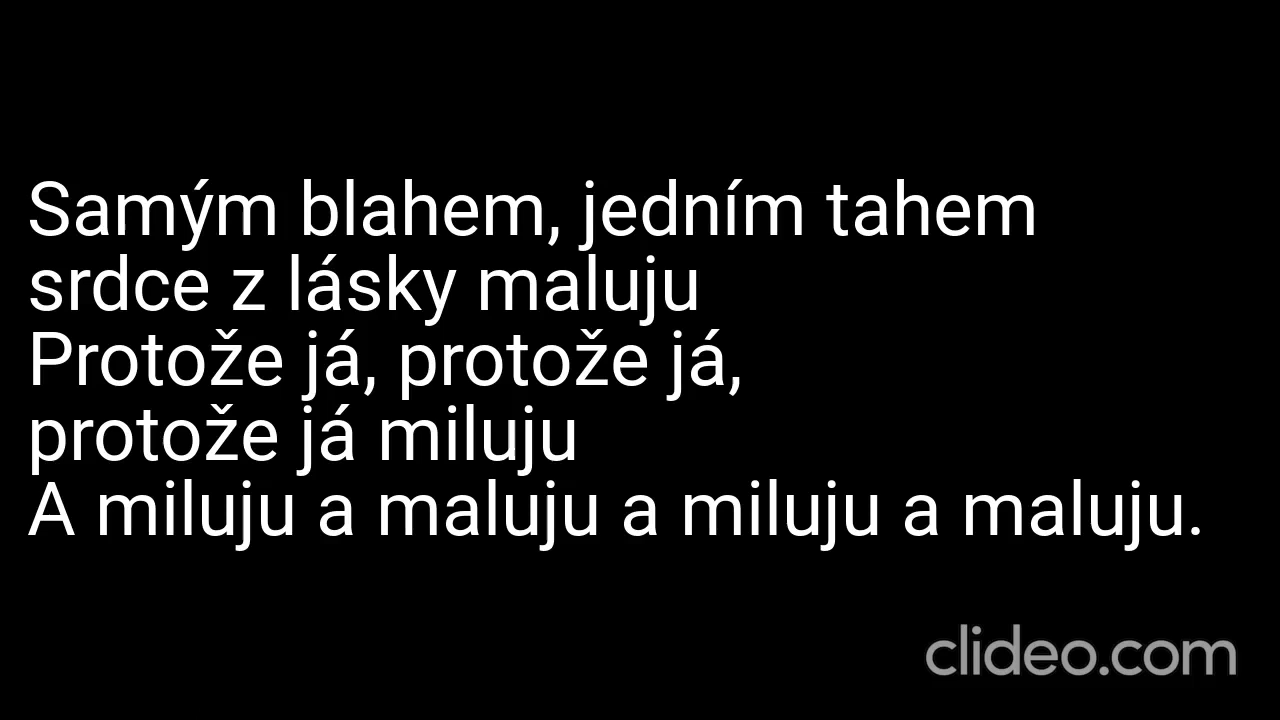 Samým blahem, jedním tahem
srdce z lásky maluju
Protože já, protože já,
protože já miluju
A miluju a maluju a miluju a maluju.
clideo.com